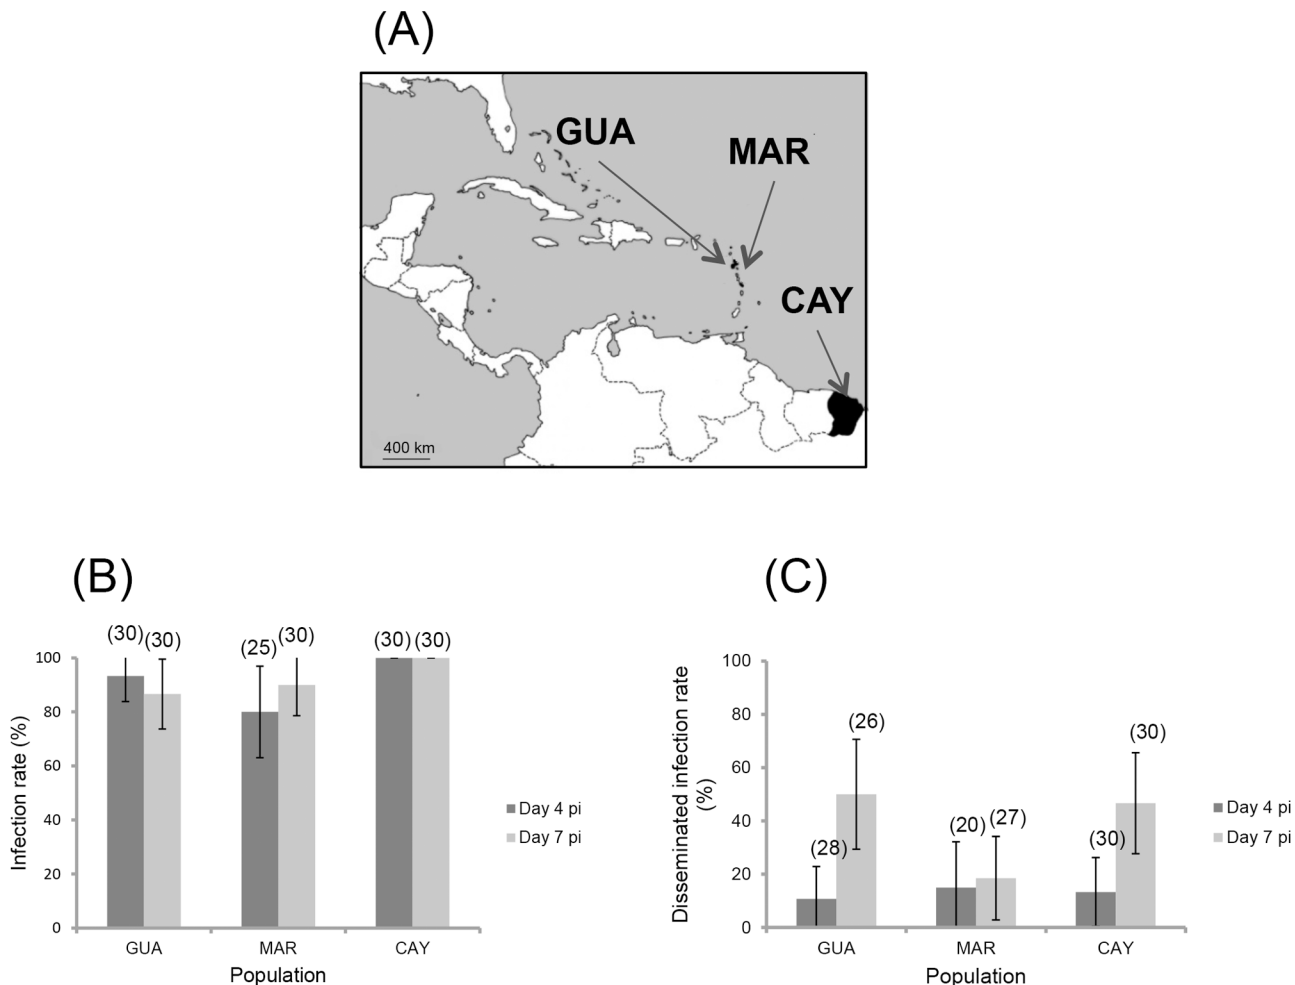 (A)
GUA
MAR
CAY
400 km
(B)
(30) (30) (25) (30) (30) (30)
Infection rate (%)
100
80
60
40
20
0
GUA MAR CAY
Population
Day 4 pi
Day 7 pi
(C)
Disseminated infection rate
(%)
100
80
60
40
20
0
(28) (26) (20) (27) (30) (30)
GUA MAR CAY
Population
Day 4 pi
Day 7 pi